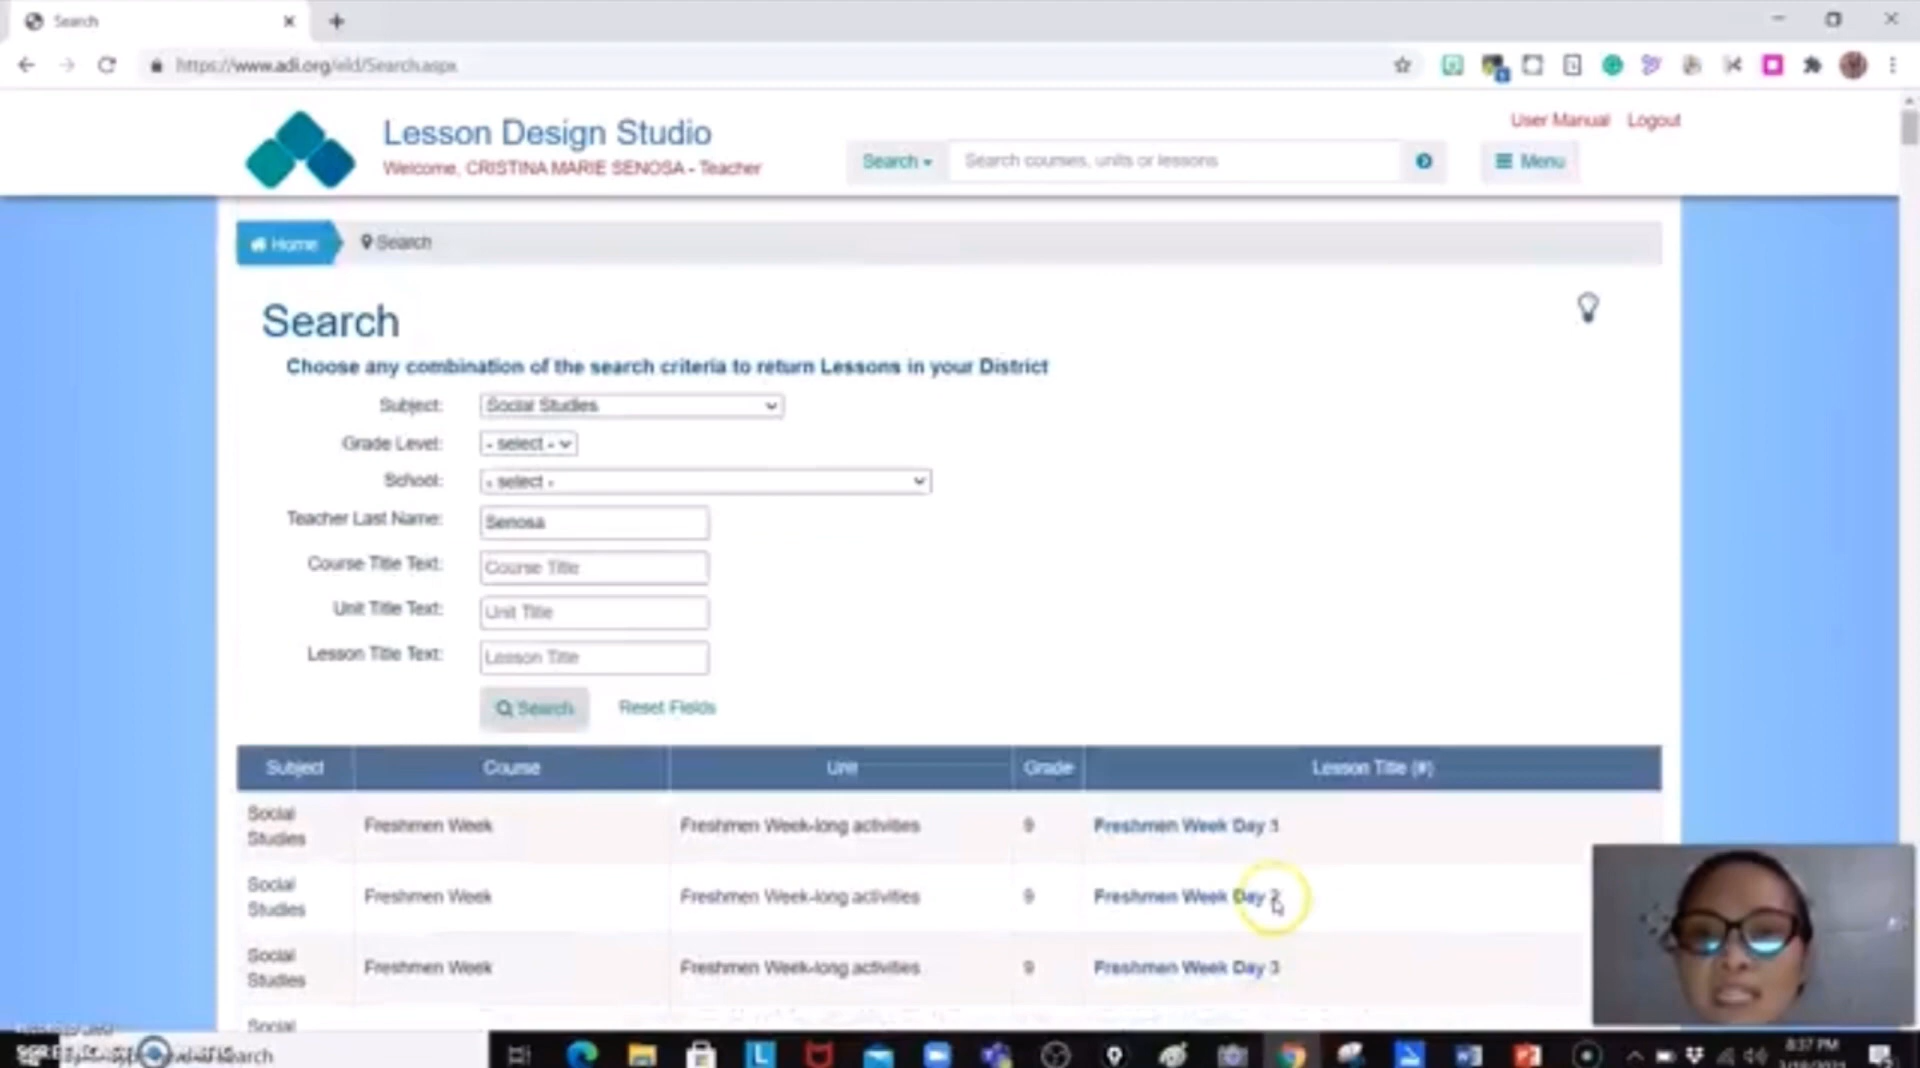 Search
https://www.adi.org/eld/Search.aspx
User Manual Logout
Lesson Design Studio
Welcome, CRISTINA MARIE SENOSA - Teacher
Search Search courses, units or lessons
Menu
Home Search
Search
Choose any combination of the search criteria to return Lessons in your District
Subject: Social Studies
Grade Level: - select -
School: - select -
Teacher Last Name: Senosa
Course Title Text: Course Title
Unit Title Text: Unit Title
Lesson Title Text: Lesson Title
Search Reset Fields
Subject Course Unit Grade Lesson Title (#)
Social Studies Freshmen Week Freshmen Week-long activities 9 Freshmen Week Day 1
Social Studies Freshmen Week Freshmen Week-long activities 9 Freshmen Week Day 2
Social Studies Freshmen Week Freshmen Week-long activities 9 Freshmen Week Day 3
Social
search
8:37 PM